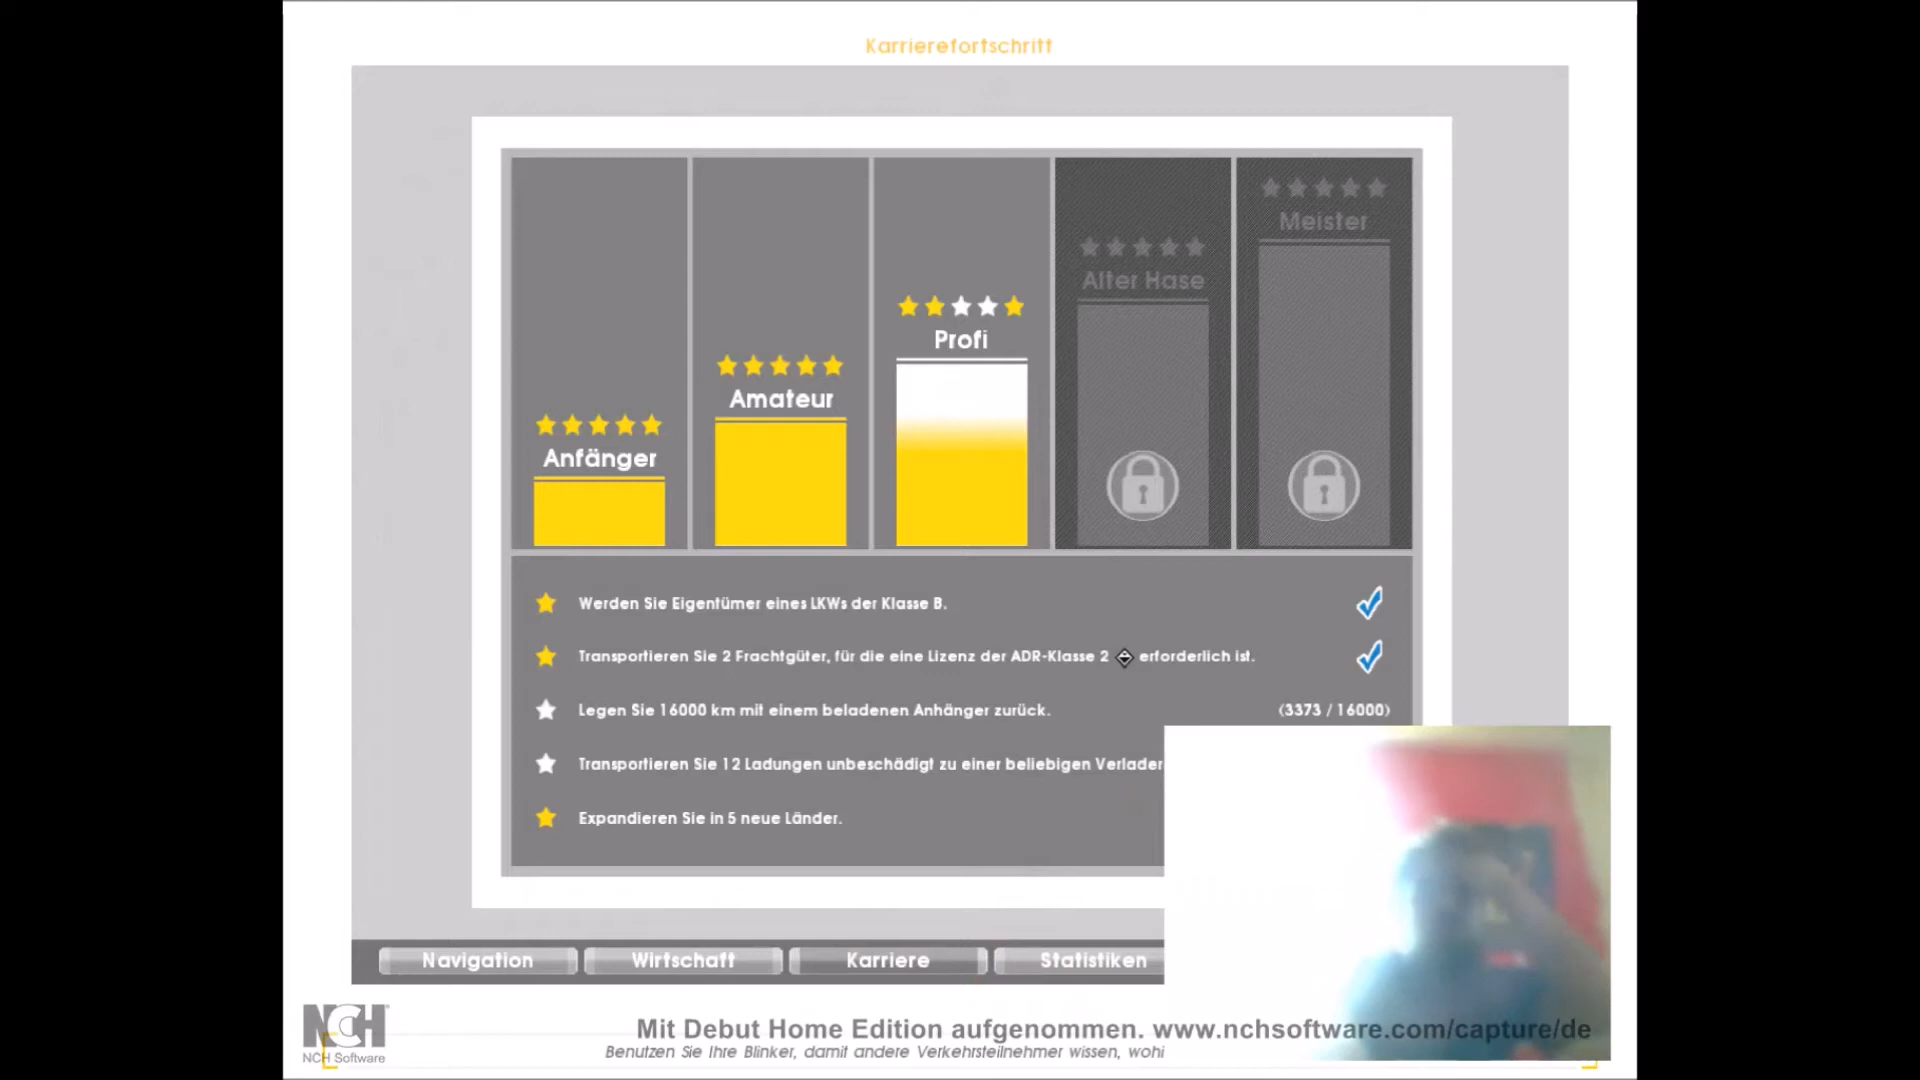 Karrierefortschritt
Meister
Alter Hase
Profi
Amateur
Anfänger
Werden Sie Eigentümer eines LKWs der Klasse B.
Transportieren Sie 2 Frachtgüter, für die eine Lizenz der ADR-Klasse 2 erforderlich ist.
Legen Sie 16000 km mit einem beladenen Anhänger zurück. (3373 / 16000)
Transportieren Sie 12 Ladungen unbeschädigt zu einer beliebigen Verlader
Expandieren Sie in 5 neue Länder.
Navigation Wirtschaft Karriere Statistiken
NCH
NCH Software
Mit Debut Home Edition aufgenommen. www.nchsoftware.com/capture/de
Benutzen Sie Ihre Blinker, damit andere Verkehrsteilnehmer wissen, wohi